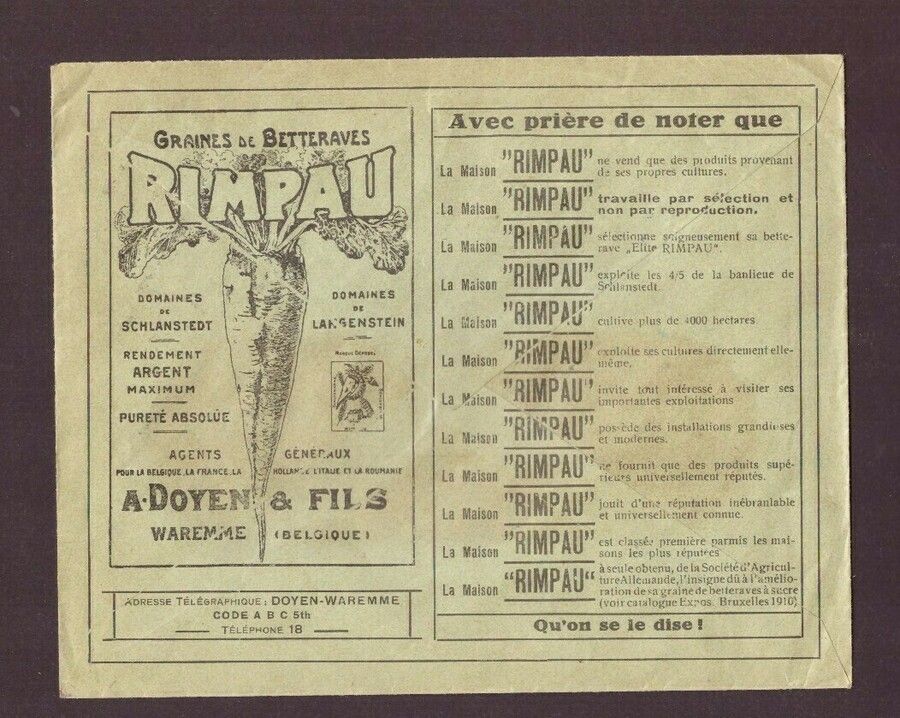 GRAINES DE BETTERAVES
RIMPAU
DOMAINES
DE
SCHLANSTEDT
RENDEMENT
ARGENT
MAXIMUM
PURETÉ ABSOLUE
DOMAINES
DE
LANGENSTEIN
MARQUE DÉPOSÉE
AGENTS GÉNÉRAUX
POUR LA BELGIQUE, LA FRANCE, LA HOLLANDE, L'ITALIE ET LA ROUMANIE
A. DOYEN & FILS
WAREMME (BELGIQUE)
ADRESSE TÉLÉGRAPHIQUE : DOYEN-WAREMME
CODE A B C 5th
TÉLÉPHONE 18
Avec prière de noter que
La Maison "RIMPAU" ne vend que des produits provenant
de ses propres cultures.
La Maison "RIMPAU" travaille par sélection et
non par reproduction.
La Maison "RIMPAU" sélectionne soigneusement sa bette-
rave „Elite RIMPAU".
La Maison "RIMPAU" exploite les 4/5 de la banlieue de
Schlanstedt.
La Maison "RIMPAU" cultive plus de 4000 hectares
La Maison "RIMPAU" exploite ses cultures directement elle-
même.
La Maison "RIMPAU" invite tout intéressé à visiter ses
importantes exploitations
La Maison "RIMPAU" possède des installations grandioses
et modernes.
La Maison "RIMPAU" ne fournit que des produits supé-
rieurs universellement réputés.
La Maison "RIMPAU" jouit d'une réputation inébranlable
et universellement connue.
La Maison "RIMPAU" est classée première parmis les mai-
sons les plus réputées
La Maison "RIMPAU" à seule obtenu, de la Société d'Agricul-
ture Allemande, l'insigne dû à l'amélio-
ration de sa graine de betteraves à sucre
(voir catalogue Expos. Bruxelles 1910)
Qu'on se le dise !